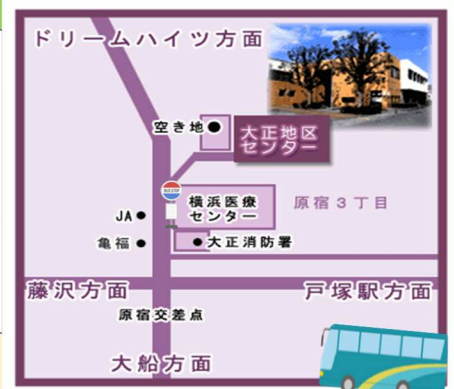 ドリームハイツ方面
空き地
大正地区
センター
横浜医療
センター
原宿3丁目
JA
亀福
大正消防署
藤沢方面
戸塚駅方面
原宿交差点
大船方面